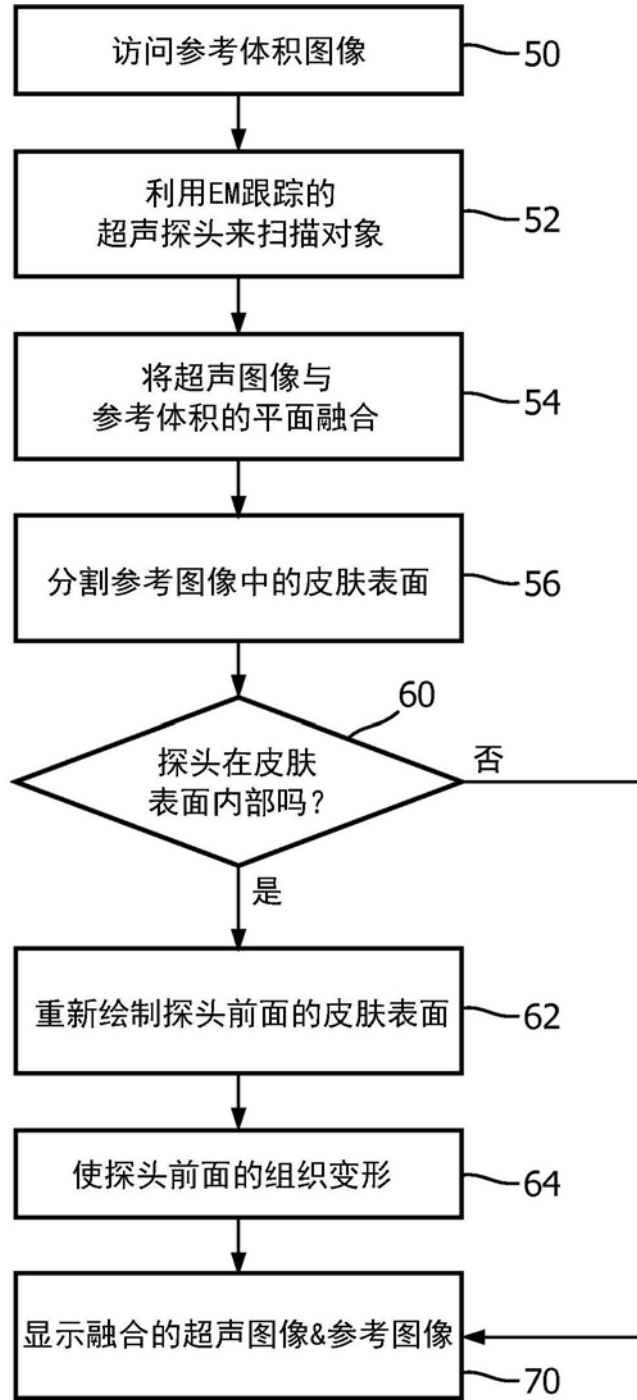 访问参考体积图像
50
利用EM跟踪的
超声探头来扫描对象
52
将超声图像与
参考体积的平面融合
54
分割参考图像中的皮肤表面
56
60
探头在皮肤
表面内部吗?
否
是
重新绘制探头前面的皮肤表面
62
使探头前面的组织变形
64
显示融合的超声图像&参考图像
70